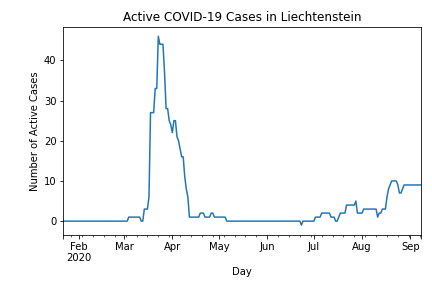 Active COVID-19 Cases in Liechtenstein
Number of Active Cases
40
30
20
10
0
Feb Mar Apr May Jun Jul Aug Sep
2020
Day